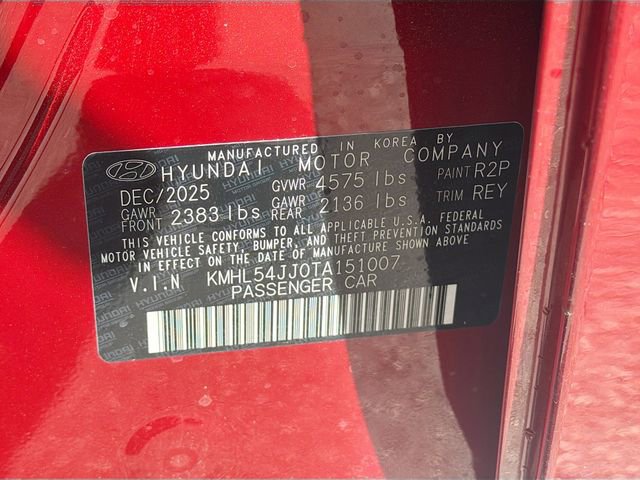 MANUFACTURED IN KOREA BY
HYUNDAI MOTOR COMPANY
DEC/2025 GVWR 4575 lbs PAINT R2P
GAWR FRONT 2383 lbs GAWR REAR 2136 lbs TRIM REY
THIS VEHICLE CONFORMS TO ALL APPLICABLE U.S.A. FEDERAL
MOTOR VEHICLE SAFETY, BUMPER, AND THEFT PREVENTION STANDARDS
IN EFFECT ON THE DATE OF MANUFACTURE SHOWN ABOVE
V.I.N KMHL54JJ0TA151007
PASSENGER CAR